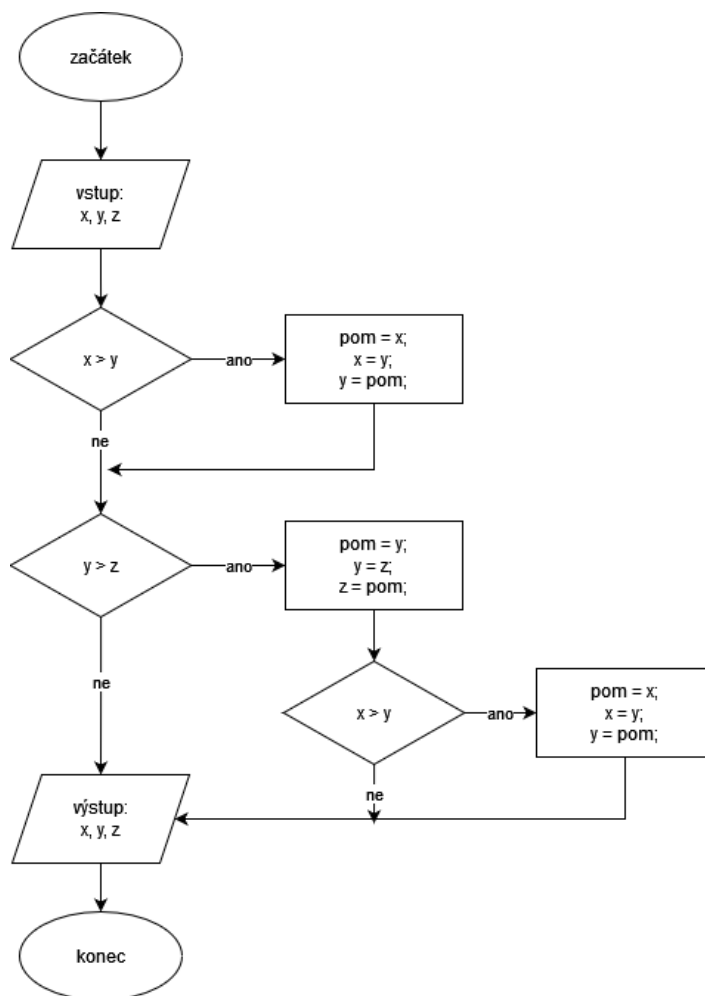 začátek
vstup:
x, y, z
x > y
ano
pom = x;
x = y;
y = pom;
ne
y > z
ano
pom = y;
y = z;
z = pom;
ne
x > y
ano
pom = x;
x = y;
y = pom;
ne
výstup:
x, y, z
konec